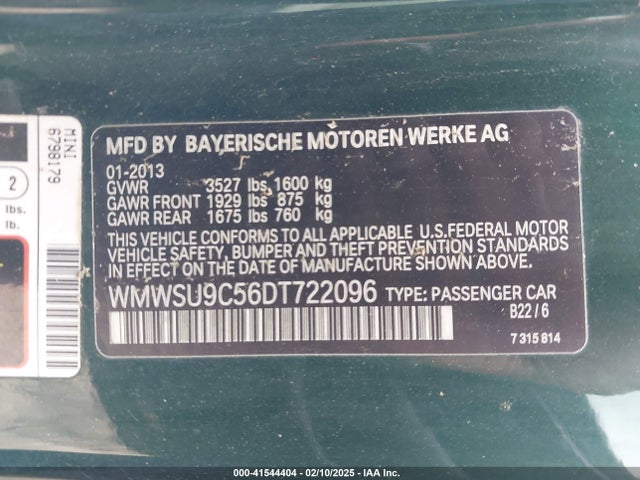 MINI
6798179
2
lbs.
lb.
MFD BY BAYERISCHE MOTOREN WERKE AG
01-2013
GVWR 3527 lbs 1600 kg
GAWR FRONT 1929 lbs 875 kg
GAWR REAR 1675 lbs 760 kg
THIS VEHICLE CONFORMS TO ALL APPLICABLE U.S.FEDERAL MOTOR
VEHICLE SAFETY, BUMPER AND THEFT PREVENTION STANDARDS
IN EFFECT ON THE DATE OF MANUFACTURE SHOWN ABOVE.
WMWSU9C56DT722096 TYPE: PASSENGER CAR
B22/6
7 315 814
000-41544404 - 02/10/2025 - IAA Inc.